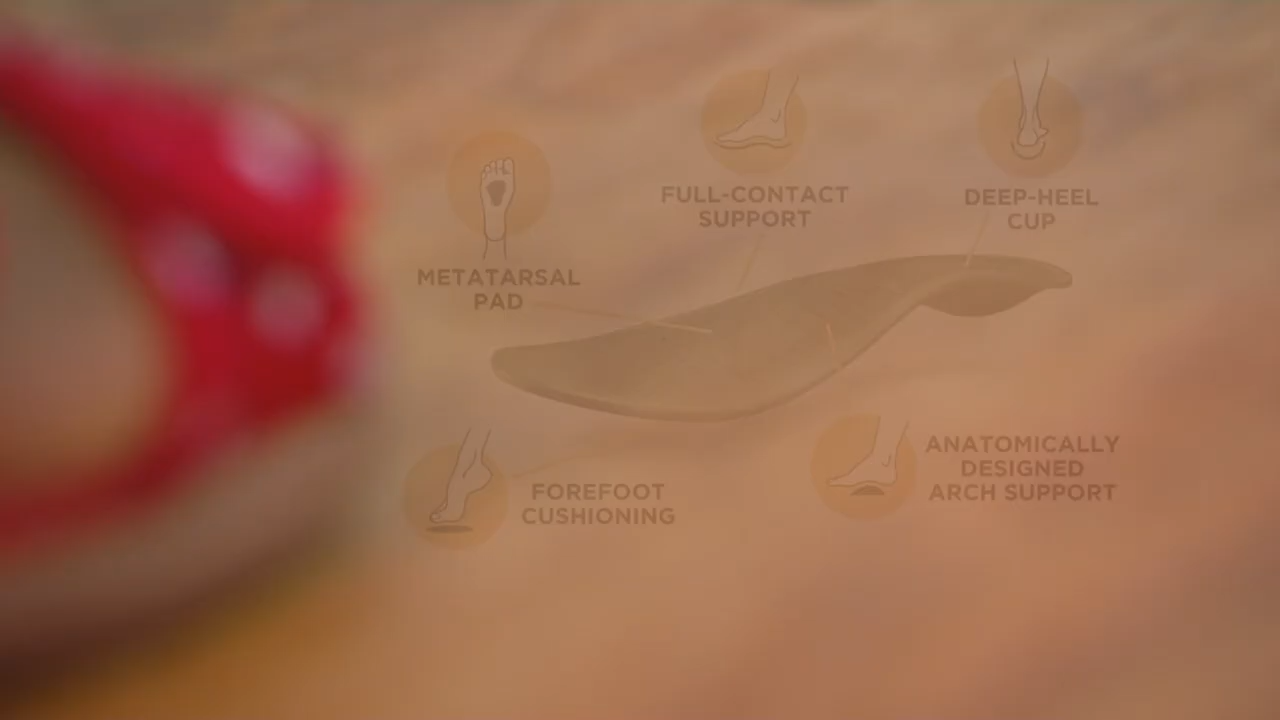 FULL-CONTACT
SUPPORT
DEEP-HEEL
CUP
METATARSAL
PAD
FOREFOOT
CUSHIONING
ANATOMICALLY
DESIGNED
ARCH SUPPORT